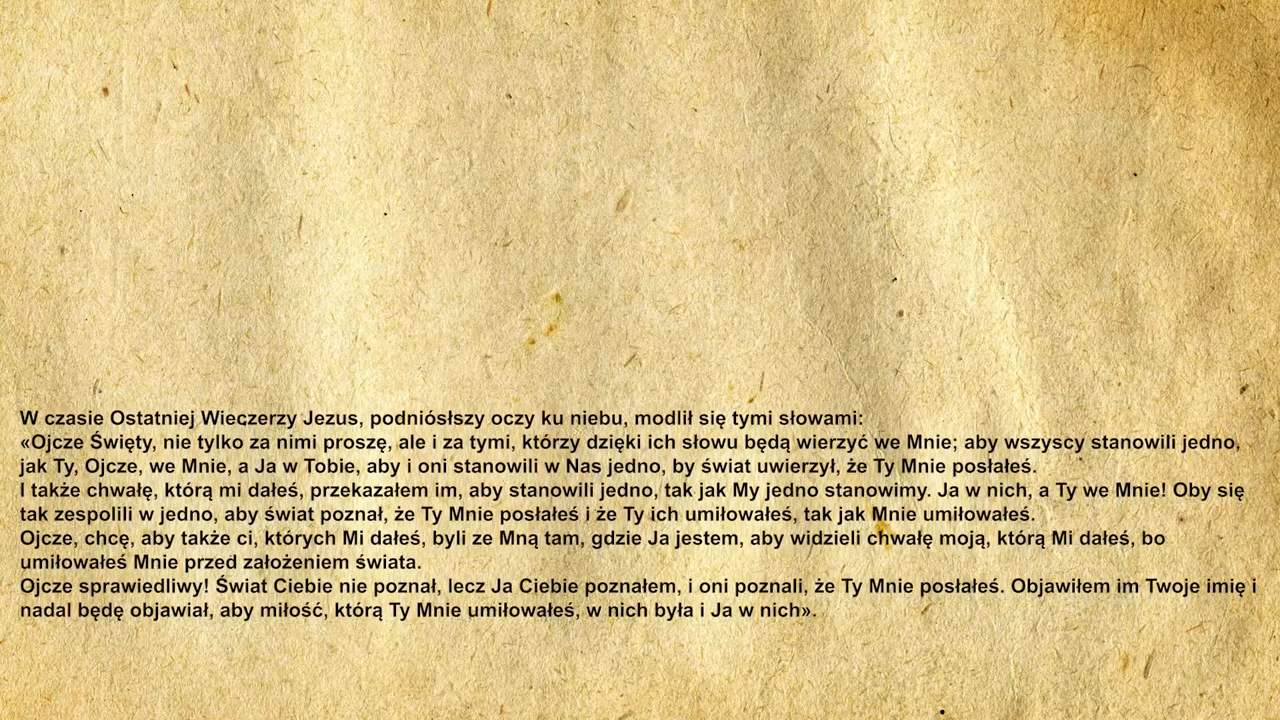 W czasie Ostatniej Wieczerzy Jezus, podniósłszy oczy ku niebu, modlił się tymi słowami:
«Ojcze Święty, nie tylko za nimi proszę, ale i za tymi, którzy dzięki ich słowu będą wierzyć we Mnie; aby wszyscy stanowili jedno,
jak Ty, Ojcze, we Mnie, a Ja w Tobie, aby i oni stanowili w Nas jedno, by świat uwierzył, że Ty Mnie posłałeś.
I także chwałę, którą mi dałeś, przekazałem im, aby stanowili jedno, tak jak My jedno stanowimy. Ja w nich, a Ty we Mnie! Oby się
tak zespolili w jedno, aby świat poznał, że Ty Mnie posłałeś i że Ty ich umiłowałeś, tak jak Mnie umiłowałeś.
Ojcze, chcę, aby także ci, których Mi dałeś, byli ze Mną tam, gdzie Ja jestem, aby widzieli chwałę moją, którą Mi dałeś, bo
umiłowałeś Mnie przed założeniem świata.
Ojcze sprawiedliwy! Świat Ciebie nie poznał, lecz Ja Ciebie poznałem, i oni poznali, że Ty Mnie posłałeś. Objawiłem im Twoje imię i
nadal będę objawiał, aby miłość, którą Ty Mnie umiłowałeś, w nich była i Ja w nich».